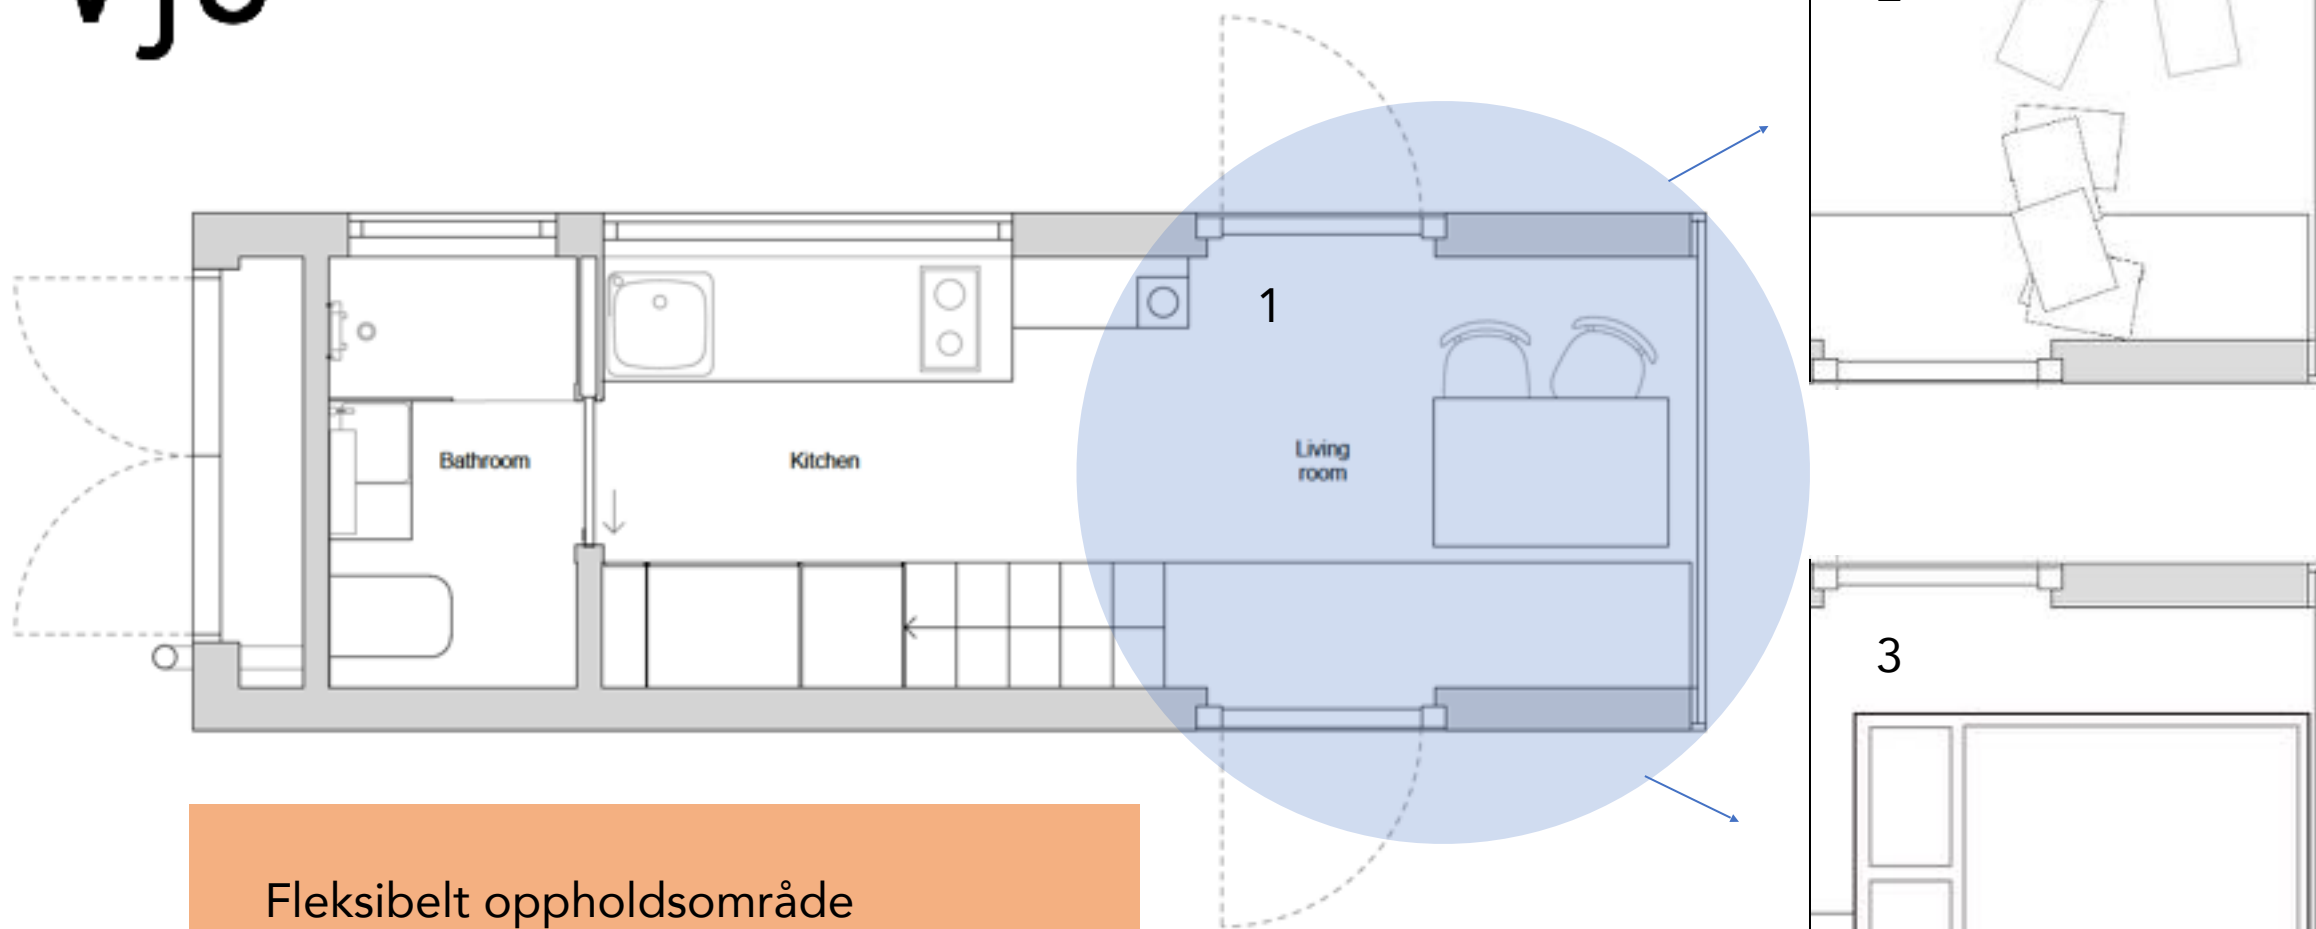 1
Bathroom
Kitchen
Living
room
3
Fleksibelt oppholdsområde